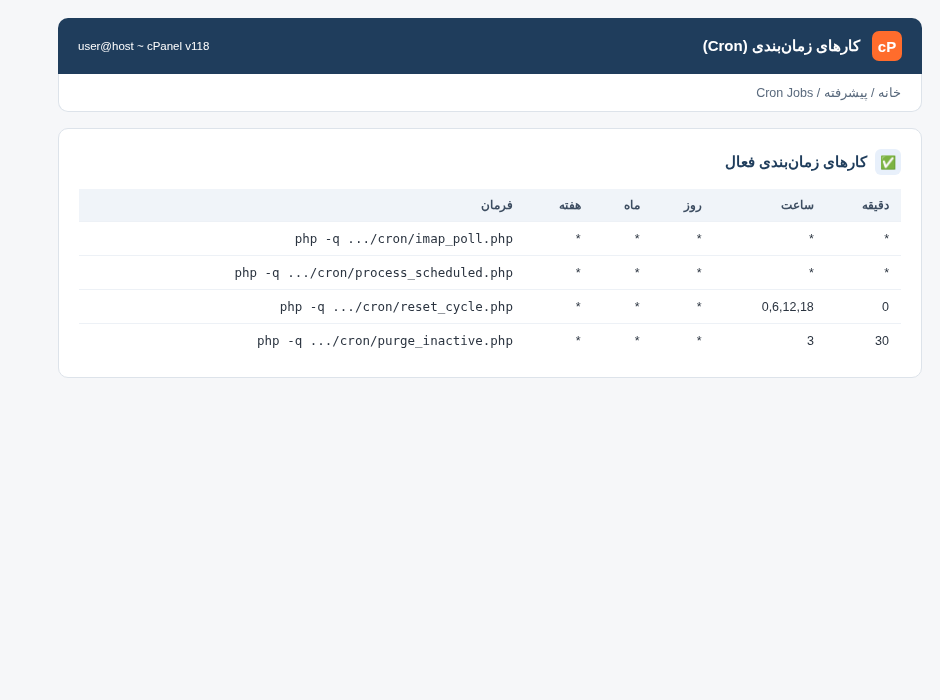 cP کارهای زمان‌بندی (Cron)
user@host ~ cPanel v118
خانه / پیشرفته / Cron Jobs
✅ کارهای زمان‌بندی فعال
دقیقه ساعت روز ماه هفته فرمان
* * * * * php -q .../cron/imap_poll.php
* * * * * php -q .../cron/process_scheduled.php
0 0,6,12,18 * * * php -q .../cron/reset_cycle.php
30 3 * * * php -q .../cron/purge_inactive.php